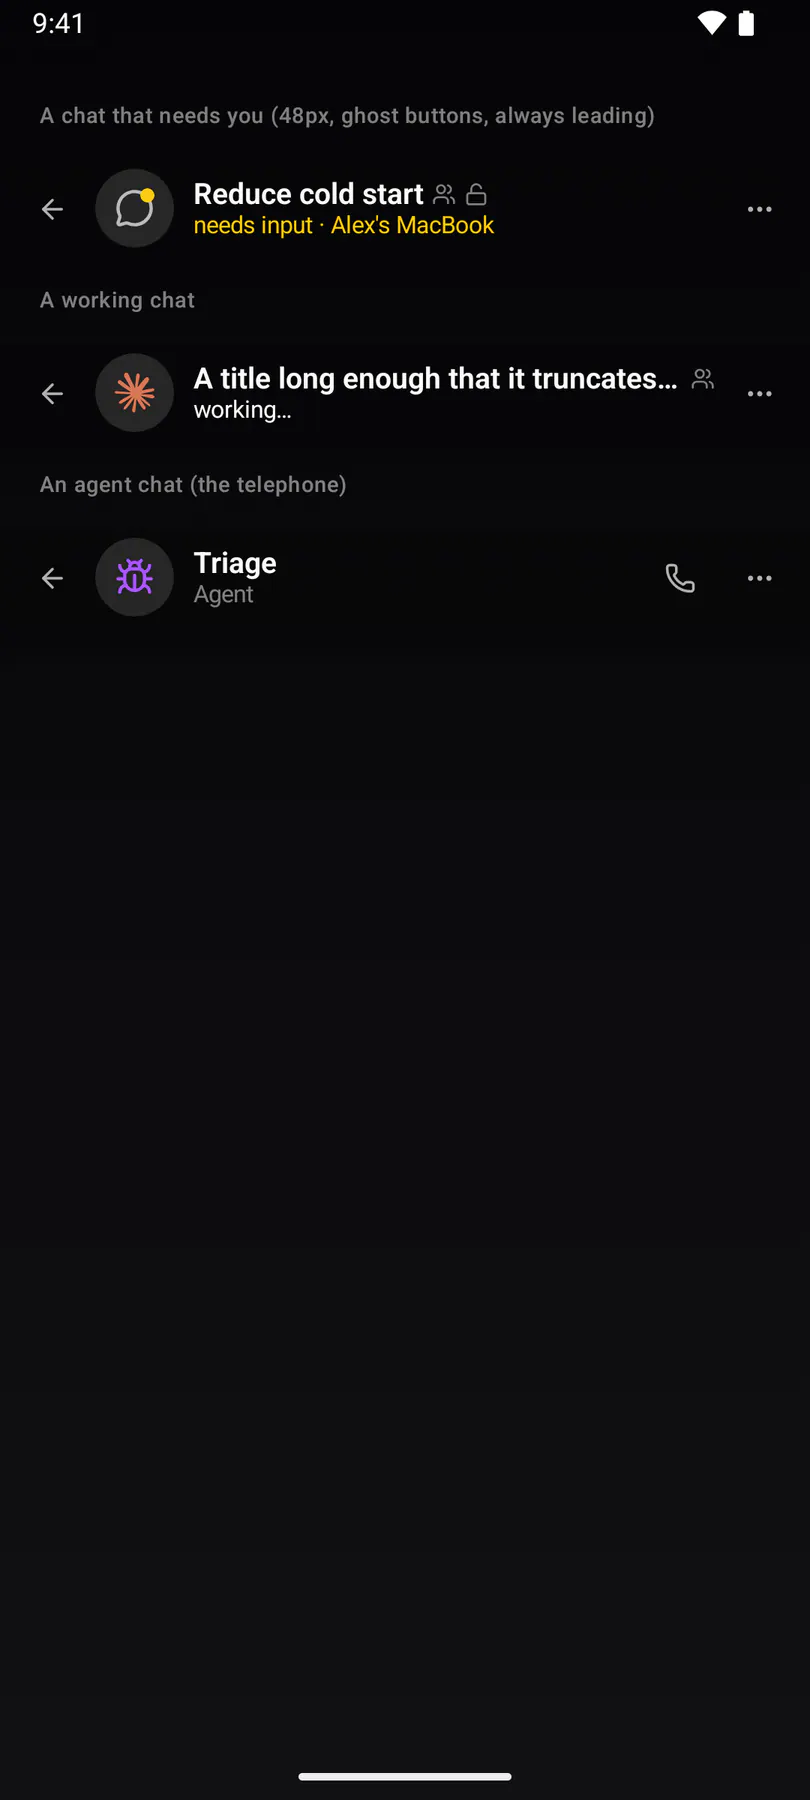 9:41
A chat that needs you (48px, ghost buttons, always leading)
Reduce cold start
needs input · Alex's MacBook
A working chat
A title long enough that it truncates…
working…
An agent chat (the telephone)
Triage
Agent